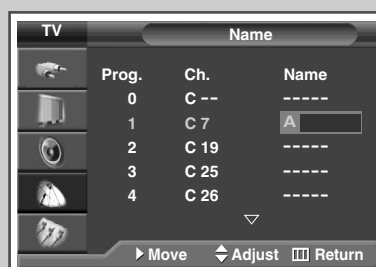 TV Name
Prog. Ch. Name
0 C -- -----
1 C 7 A
2 C 19 -----
3 C 25 -----
4 C 26 -----
Move Adjust Return